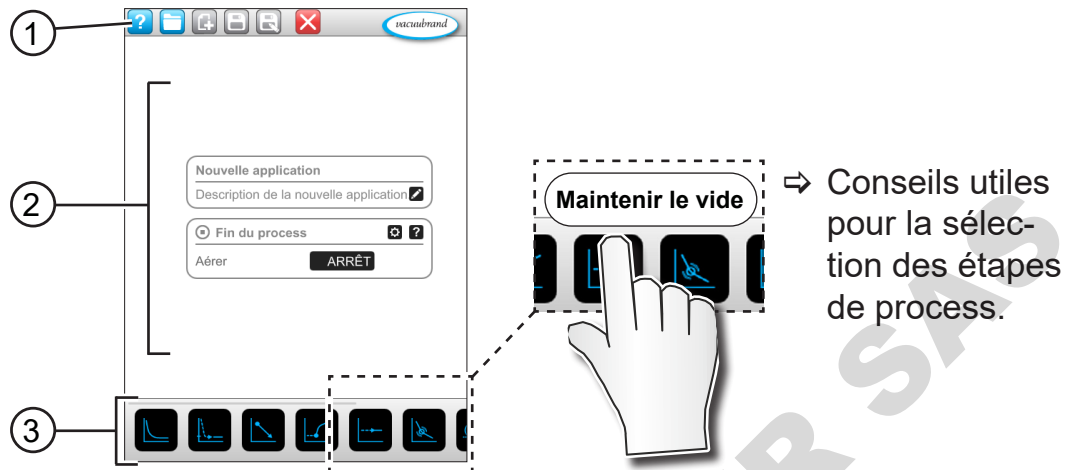 1
?
vacuubrand
2
Nouvelle application
Description de la nouvelle application
Fin du process
?
Aérer
ARRÊT
3
Maintenir le vide
⇨ Conseils utiles
pour la sélec-
tion des étapes
de process.
R SAS